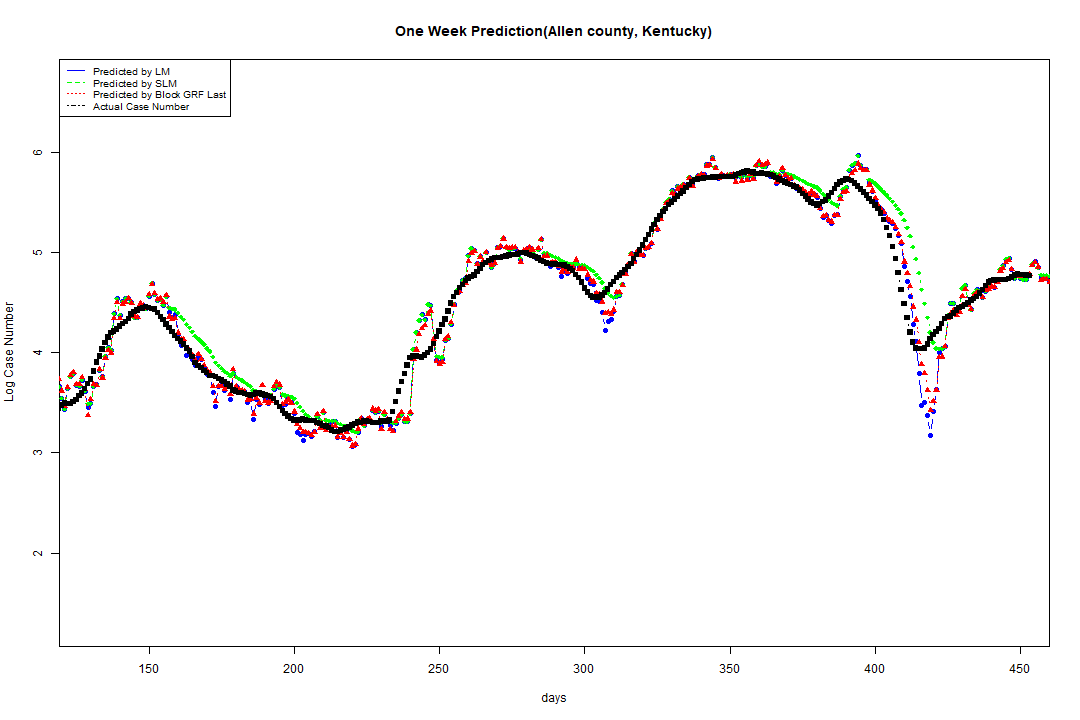 One Week Prediction(Allen county, Kentucky)
Predicted by LM
Predicted by SLM
Predicted by Block GRF Last
Actual Case Number
6
5
4
3
2
Log Case Number
150 200 250 300 350 400 450
days